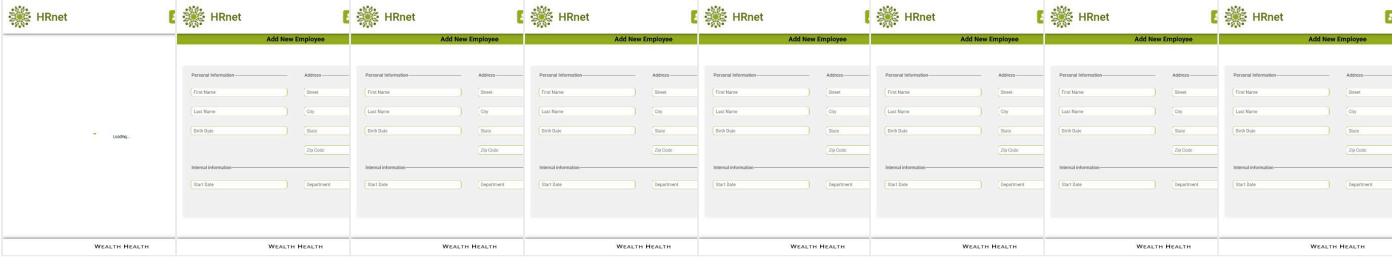 HRnet
Loading...
WEALTH HEALTH
HRnet
Add New Employee
Personal Information
Address
First Name
Street
Last Name
City
Birth Date
State
Zip Code
Internal Information
Start Date
Department
WEALTH HEALTH
HRnet
Add New Employee
Personal Information
Address
First Name
Street
Last Name
City
Birth Date
State
Zip Code
Internal Information
Start Date
Department
WEALTH HEALTH
HRnet
Add New Employee
Personal Information
Address
First Name
Street
Last Name
City
Birth Date
State
Zip Code
Internal Information
Start Date
Department
WEALTH HEALTH
HRnet
Add New Employee
Personal Information
Address
First Name
Street
Last Name
City
Birth Date
State
Zip Code
Internal Information
Start Date
Department
WEALTH HEALTH
HRnet
Add New Employee
Personal Information
Address
First Name
Street
Last Name
City
Birth Date
State
Zip Code
Internal Information
Start Date
Department
WEALTH HEALTH
HRnet
Add New Employee
Personal Information
Address
First Name
Street
Last Name
City
Birth Date
State
Zip Code
Internal Information
Start Date
Department
WEALTH HEALTH
HRnet
Add New Employee
Personal Information
Address
First Name
Street
Last Name
City
Birth Date
State
Zip Code
Internal Information
Start Date
Department
WEALTH HEALTH